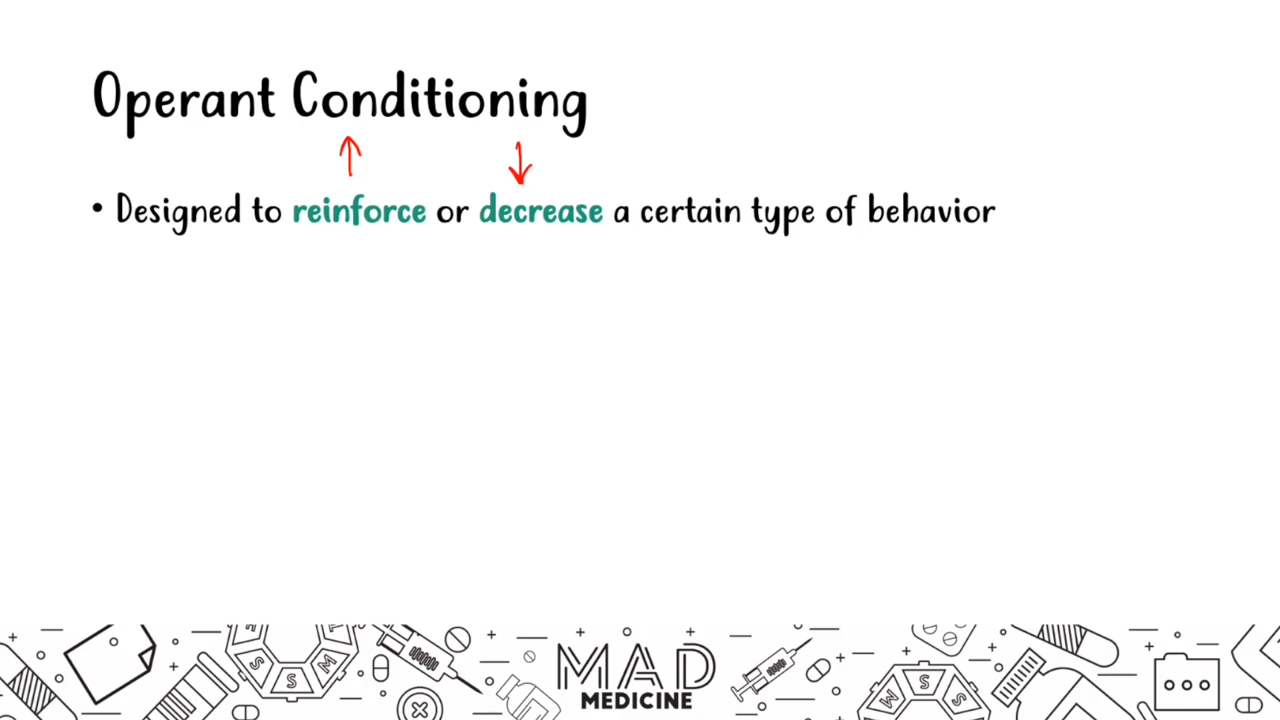 Operant Conditioning
• Designed to reinforce or decrease a certain type of behavior
S S M
MAD
MEDICINE
M S S